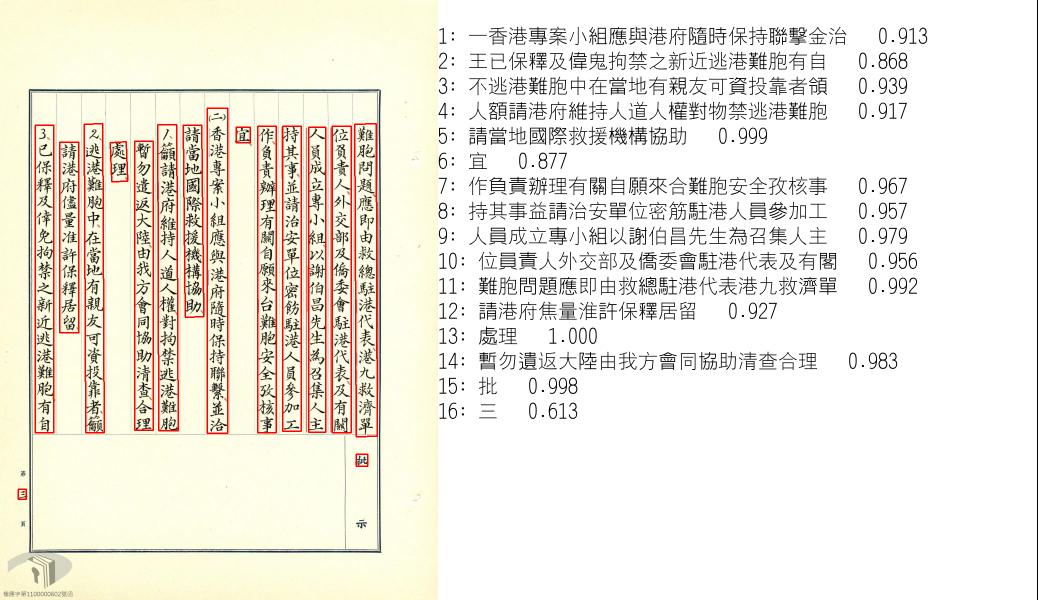 難胞問題應即由救總駐港代表港九救濟單
位負責人外交部及僑委會駐港代表及有關
人員成立專小組以謝伯昌先生為召集人主
持其事並請治安單位密飭駐港人員參加工
作負責辦理有關自願來台難胞安全孜核事
宜
㈡香港專案小組應與港府隨時保持聯繫並洽
請當地國際救援機構協助
1.籲請港府維持人道人權對拘禁逃港難胞
暫勿遣返大陸由我方會同協助清查合理
處理
2.逃港難胞中在當地有親友可資投靠者籲
請港府儘量准許保釋居留
3.已保釋及倖免拘禁之新近逃港難胞有自
批示
第三頁
檔應字第1100000602號函
1: 一香港專案小組應與港府隨時保持聯擊金治 0.913
2: 王已保釋及偉鬼拘禁之新近逃港難胞有自 0.868
3: 不逃港難胞中在當地有親友可資投靠者領 0.939
4: 人額請港府維持人道人權對物禁逃港難胞 0.917
5: 請當地國際救援機構協助 0.999
6: 宜 0.877
7: 作負責辦理有關自願來合難胞安全孜核事 0.967
8: 持其事益請治安單位密筋駐港人員參加工 0.957
9: 人員成立專小組以謝伯昌先生為召集人主 0.979
10: 位員責人外交部及僑委會駐港代表及有閣 0.956
11: 難胞問題應即由救總駐港代表港九救濟單 0.992
12: 請港府焦量淮許保釋居留 0.927
13: 處理 1.000
14: 暫勿遺返大陸由我方會同協助清查合理 0.983
15: 批 0.998
16: 三 0.613